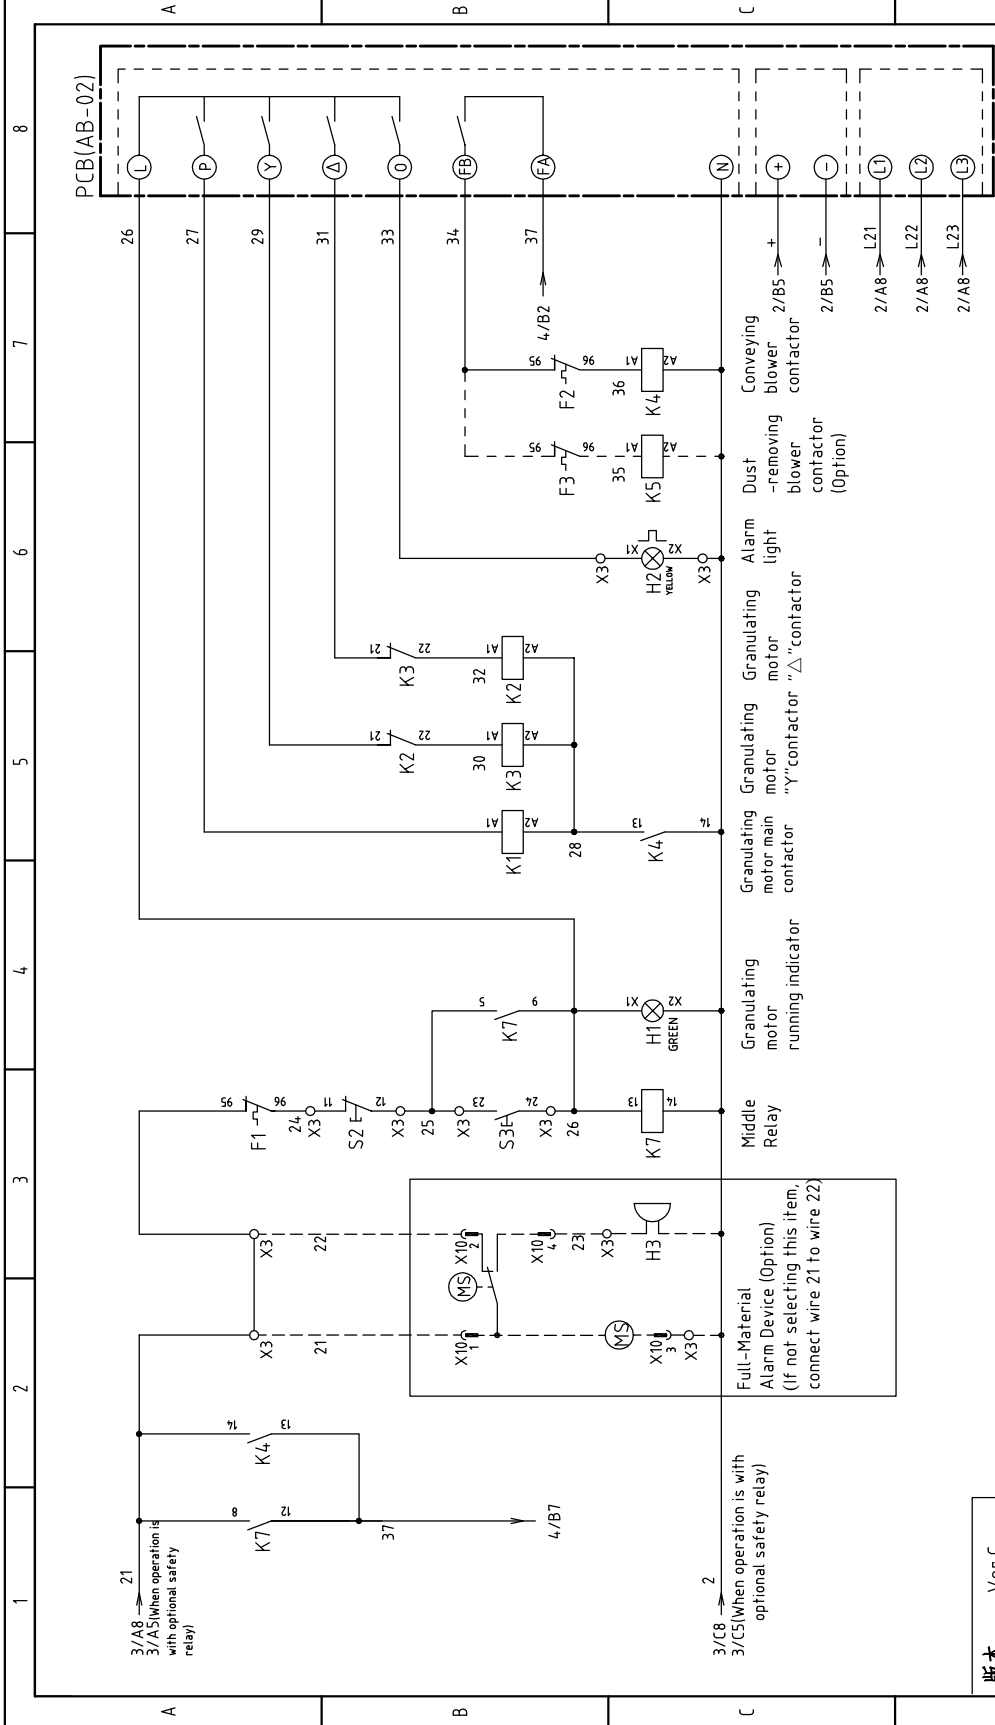 1
2
3
4
5
6
7
8
A
B
C
A
B
C
PCB(AB-02)
L
P
Y
Δ
O
FB
FA
N
+
-
L1
L2
L3
26
27
29
31
33
34
37
4/B2
2/B5
+
2/B5
-
2/A8
L21
2/A8
L22
2/A8
L23
3/A8
21
3/A5(When operation is
with optional safety
relay)
8
K7
12
14
K4
13
37
4/B7
X3
21
X3
22
X10
1
X10
2
MS
X10
4
23
X3
H3
MS
X10
3
X3
Full-Material
Alarm Device (Option)
(If not selecting this item,
connect wire 21 to wire 22)
3/C8
2
3/C5(When operation is with
optional safety relay)
95
F1
96
24
X3
11
S2
12
X3
25
X3
23
S3
24
X3
26
13
K7
14
Middle
Relay
5
K7
9
X1
H1
GREEN
X2
Granulating
motor
running indicator
A1
K1
A2
28
13
K4
14
Granulating
motor main
contactor
21
K2
22
30
A1
K3
A2
Granulating
motor
"Y"contactor
21
K3
22
32
A1
K2
A2
Granulating
motor
"△"contactor
X3
X1
H2
YELLOW
X2
X3
Alarm
light
95
F3
96
35
A1
K5
A2
Dust
-removing
blower
contactor
(Option)
95
F2
96
36
A1
K4
A2
Conveying
blower
contactor
版本
Ver.C